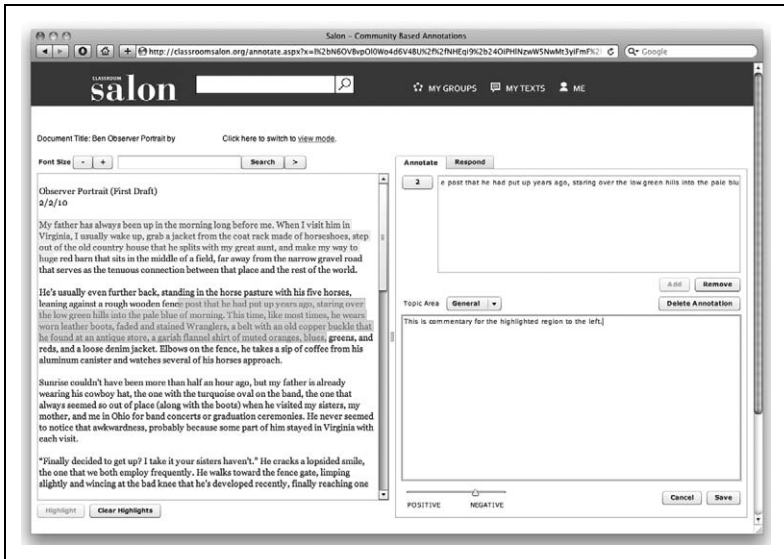 Salon – Community Based Annotations
Google
CLASSROOM
salon
MY GROUPS MY TEXTS ME
Document Title: Ben Observer Portrait by Click here to switch to view mode.
Font Size - + Search >
Observer Portrait (First Draft)
2/2/10
My father has always been up in the morning long before me. When I visit him in
Virginia, I usually wake up, grab a jacket from the coat rack made of horseshoes, step
out of the old country house that he splits with my great aunt, and make my way to
huge red barn that sits in the middle of a field, far away from the narrow gravel road
that serves as the tenuous connection between that place and the rest of the world.
He's usually even further back, standing in the horse pasture with his five horses,
leaning against a rough wooden fence post that he had put up years ago, staring over
the low green hills into the pale blue of morning. This time, like most times, he wears
worn leather boots, faded and stained Wranglers, a belt with an old copper buckle that
he found at an antique store, a garish flannel shirt of muted oranges, blues, greens, and
reds, and a loose denim jacket. Elbows on the fence, he takes a sip of coffee from his
aluminum canister and watches several of his horses approach.
Sunrise couldn't have been more than half an hour ago, but my father is already
wearing his cowboy hat, the one with the turquoise oval on the band, the one that
always seemed so out of place (along with the boots) when he visited my sisters, my
mother, and me in Ohio for band concerts or graduation ceremonies. He never seemed
to notice that awkwardness, probably because some part of him stayed in Virginia with
each visit.
"Finally decided to get up? I take it your sisters haven't." He cracks a lopsided smile,
the one that we both employ frequently. He walks toward the fence gate, limping
slightly and wincing at the bad knee that he's developed recently, finally reaching one
Highlight Clear Highlights
Annotate Respond
2 e post that he had put up years ago, staring over the low green hills into the pale blu
Add Remove
Topic Area General Delete Annotation
This is commentary for the highlighted region to the left.
POSITIVE NEGATIVE
Cancel Save